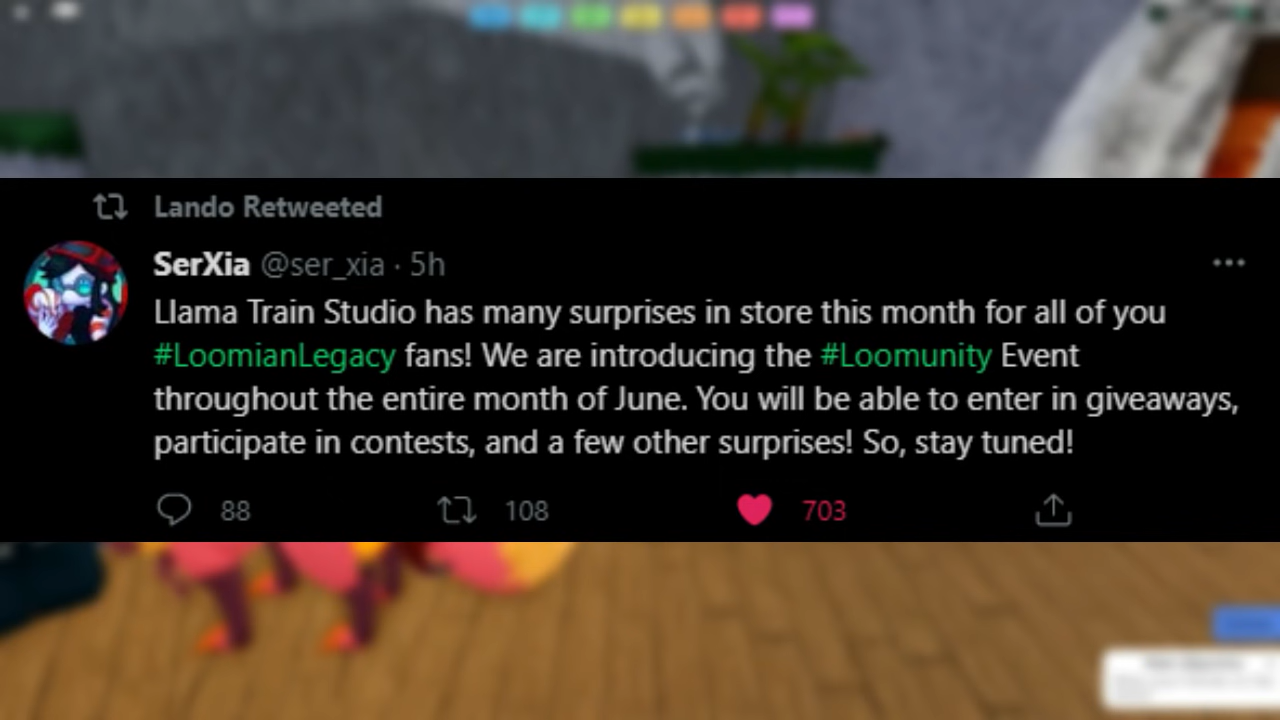 Lando Retweeted
SerXia @ser_xia · 5h
Llama Train Studio has many surprises in store this month for all of you
#LoomianLegacy fans! We are introducing the #Loomunity Event
throughout the entire month of June. You will be able to enter in giveaways,
participate in contests, and a few other surprises! So, stay tuned!
88 108 703